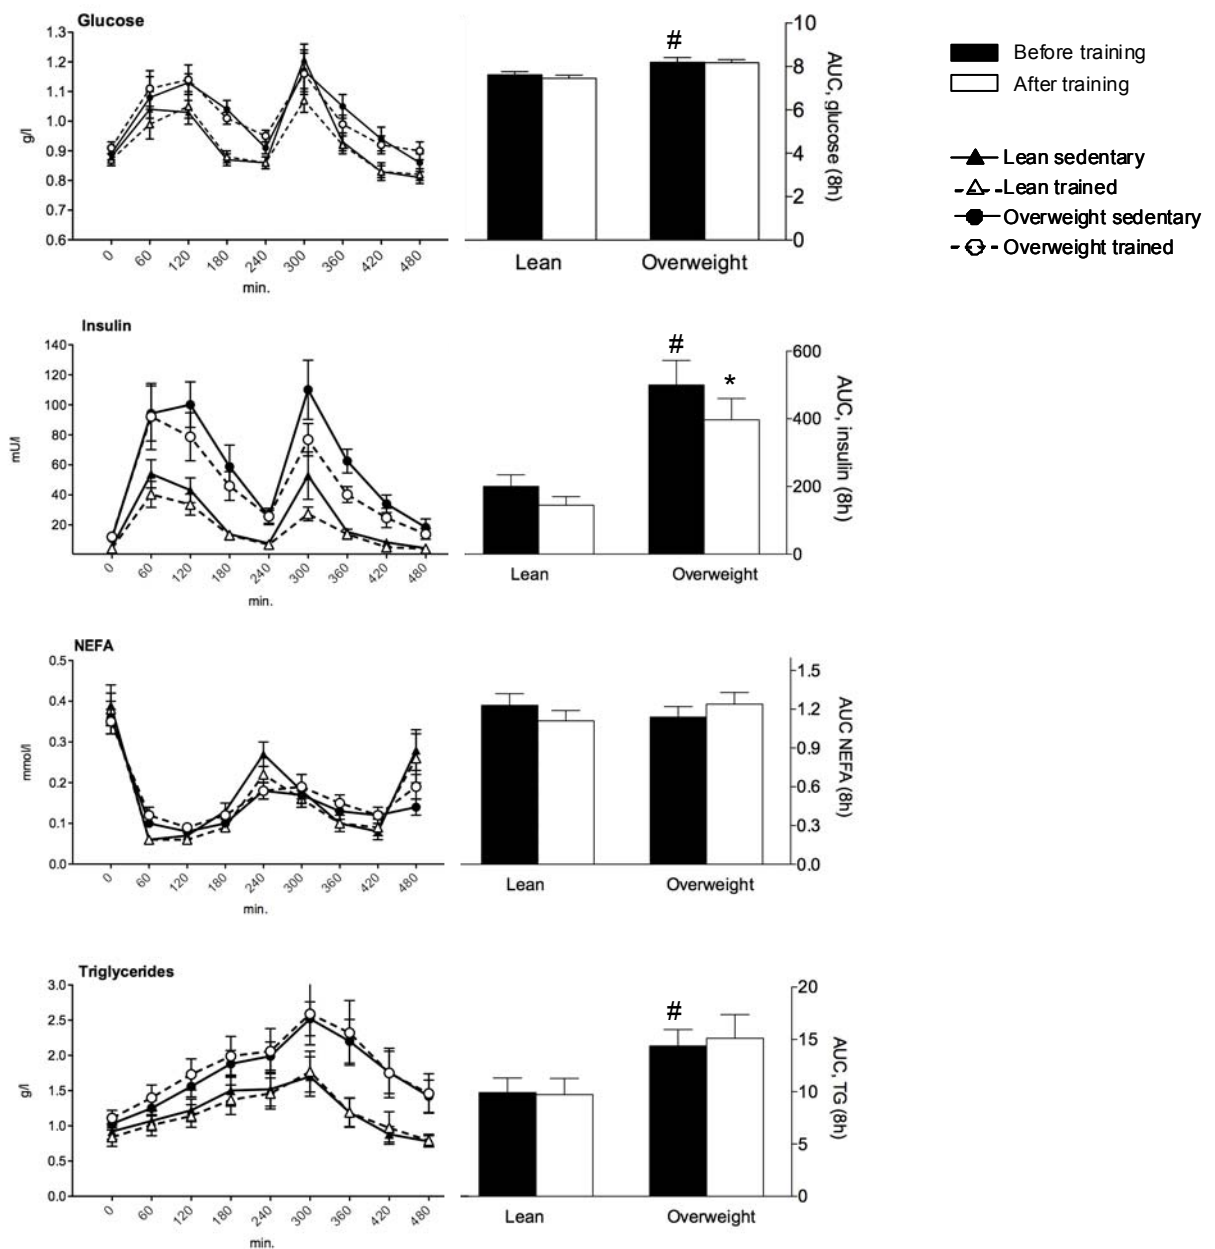 Glucose
1.3
1.2
1.1
1.0
0.9
0.8
0.7
0.6
g/l
0 60 120 180 240 300 360 420 480
min.
#
10
8
6
4
2
0
AUC, glucose (8h)
Lean Overweight
Before training
After training
Lean sedentary
Lean trained
Overweight sedentary
Overweight trained
Insulin
140
120
100
80
60
40
20
mU/l
0 60 120 180 240 300 360 420 480
min.
#
*
600
400
200
0
AUC, insulin (8h)
Lean Overweight
NEFA
0.5
0.4
0.3
0.2
0.1
0.0
mmol/l
0 60 120 180 240 300 360 420 480
min.
1.5
1.2
0.9
0.6
0.3
0.0
AUC NEFA (8h)
Lean Overweight
Triglycerides
3.0
2.5
2.0
1.5
1.0
0.5
0.0
g/l
0 60 120 180 240 300 360 420 480
min.
#
20
15
10
5
0
AUC, TG (8h)
Lean Overweight